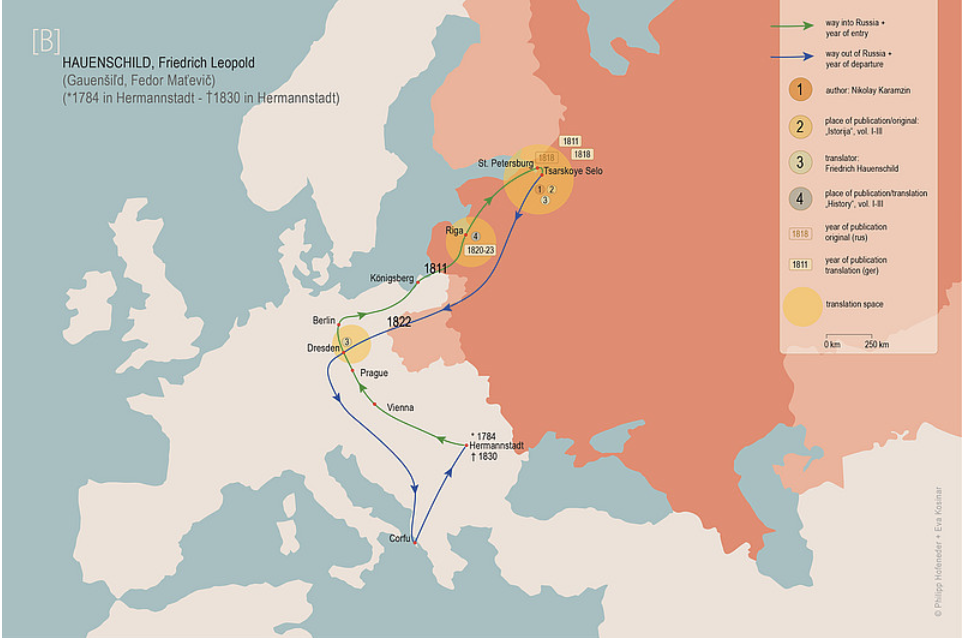 [B]
HAUENSCHILD, Friedrich Leopold
(Gauenšil'd, Fedor Mat'evič)
(*1784 in Hermannstadt - †1830 in Hermannstadt)
way into Russia +
year of entry
way out of Russia +
year of departure
1
author: Nikolay Karamzin
2
place of publication/original:
„Istorija“, vol. I-III
3
translator:
Friedrich Hauenschild
4
place of publication/translation
„History“, vol. I-III
1818
year of publication
original (rus)
1811
year of publication
translation (ger)
translation space
0 km 250 km
1811
1818
1818
St. Petersburg
Tsarskoye Selo
1 2
3
Riga
4
1820-23
1811
Königsberg
1822
Berlin
Dresden
3
Prague
Vienna
* 1784
Hermannstadt
† 1830
Corfu
© Philipp Hofeneder + Eva Kosinar